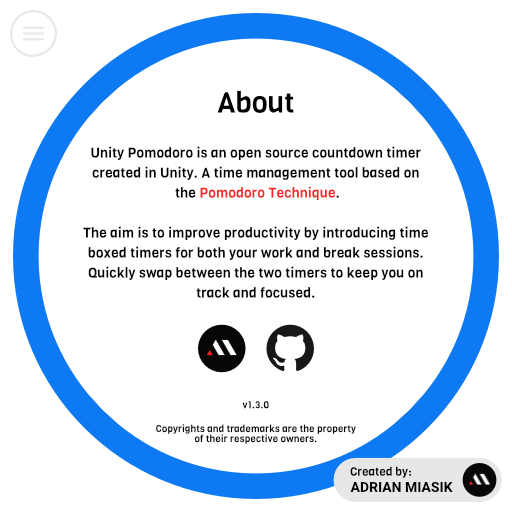 About
Unity Pomodoro is an open source countdown timer
created in Unity. A time management tool based on
the Pomodoro Technique.
The aim is to improve productivity by introducing time
boxed timers for both your work and break sessions.
Quickly swap between the two timers to keep you on
track and focused.
v1.3.0
Copyrights and trademarks are the property
of their respective owners.
Created by:
ADRIAN MIASIK